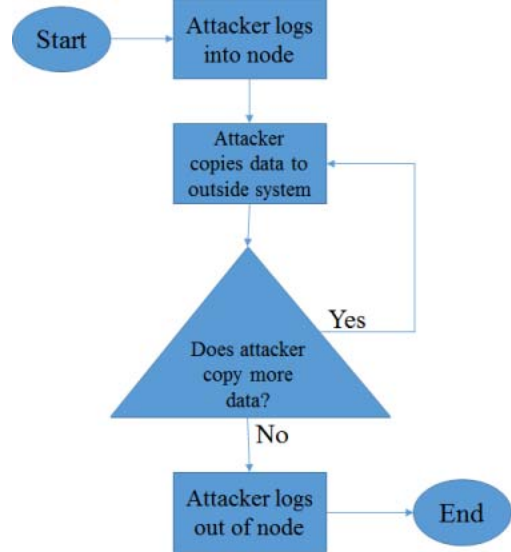 Start
Attacker logs
into node
Attacker
copies data to
outside system
Yes
Does attacker
copy more
data?
No
Attacker logs
out of node
End